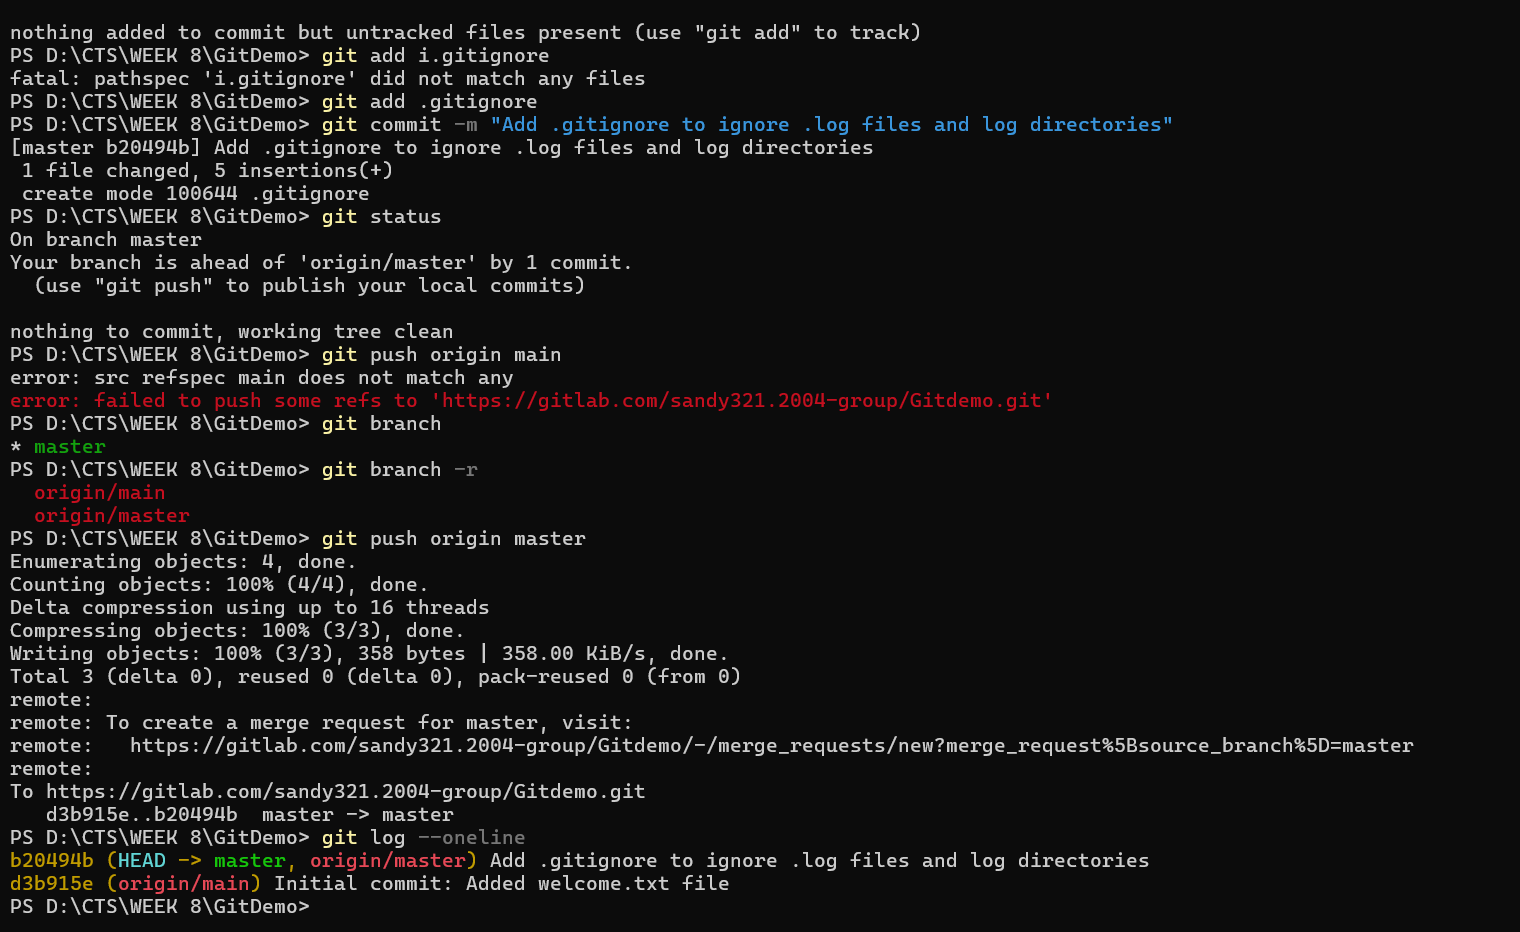 nothing added to commit but untracked files present (use "git add" to track)
PS D:\CTS\WEEK 8\GitDemo> git add i.gitignore
fatal: pathspec 'i.gitignore' did not match any files
PS D:\CTS\WEEK 8\GitDemo> git add .gitignore
PS D:\CTS\WEEK 8\GitDemo> git commit -m "Add .gitignore to ignore .log files and log directories"
[master b20494b] Add .gitignore to ignore .log files and log directories
 1 file changed, 5 insertions(+)
 create mode 100644 .gitignore
PS D:\CTS\WEEK 8\GitDemo> git status
On branch master
Your branch is ahead of 'origin/master' by 1 commit.
  (use "git push" to publish your local commits)

nothing to commit, working tree clean
PS D:\CTS\WEEK 8\GitDemo> git push origin main
error: src refspec main does not match any
error: failed to push some refs to 'https://gitlab.com/sandy321.2004-group/Gitdemo.git'
PS D:\CTS\WEEK 8\GitDemo> git branch
* master
PS D:\CTS\WEEK 8\GitDemo> git branch -r
  origin/main
  origin/master
PS D:\CTS\WEEK 8\GitDemo> git push origin master
Enumerating objects: 4, done.
Counting objects: 100% (4/4), done.
Delta compression using up to 16 threads
Compressing objects: 100% (3/3), done.
Writing objects: 100% (3/3), 358 bytes | 358.00 KiB/s, done.
Total 3 (delta 0), reused 0 (delta 0), pack-reused 0 (from 0)
remote:
remote: To create a merge request for master, visit:
remote:   https://gitlab.com/sandy321.2004-group/Gitdemo/-/merge_requests/new?merge_request%5Bsource_branch%5D=master
remote:
To https://gitlab.com/sandy321.2004-group/Gitdemo.git
   d3b915e..b20494b  master -> master
PS D:\CTS\WEEK 8\GitDemo> git log --oneline
b20494b (HEAD -> master, origin/master) Add .gitignore to ignore .log files and log directories
d3b915e (origin/main) Initial commit: Added welcome.txt file
PS D:\CTS\WEEK 8\GitDemo>